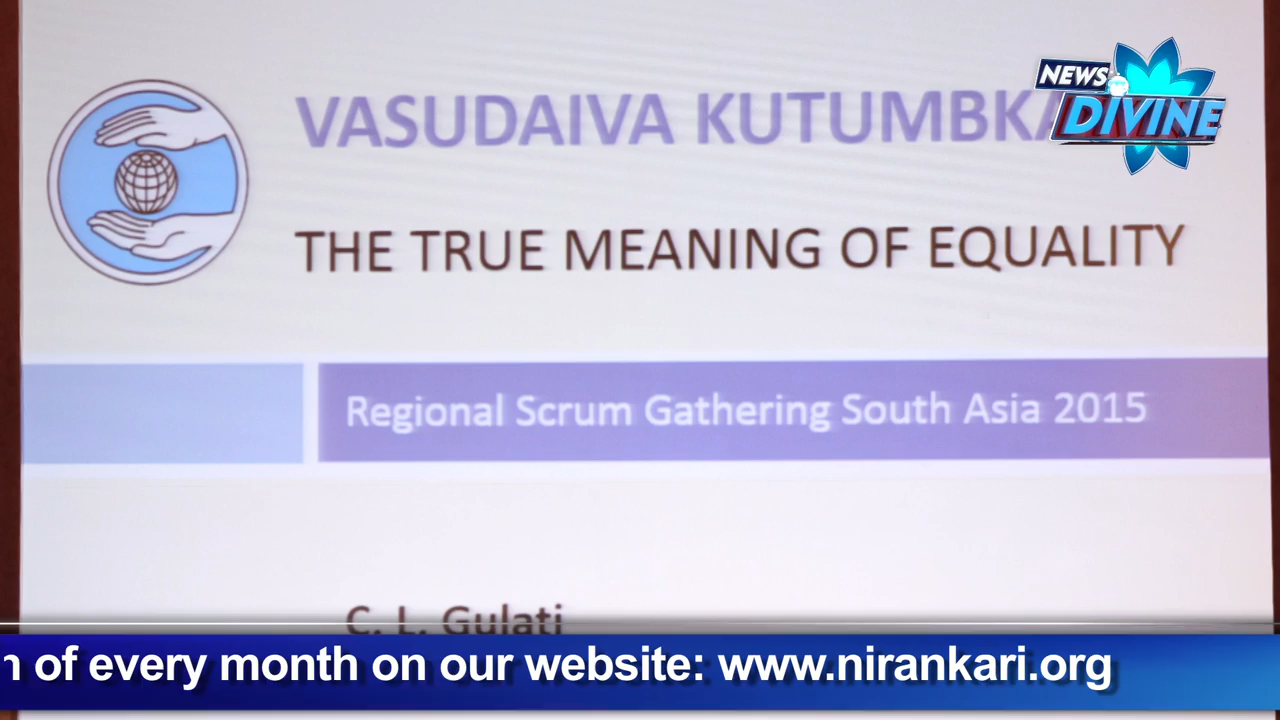 NEWS
DIVINE
VASUDAIVA
THE TRUE MEANING OF EQUALITY
Regional Scrum Gathering South Asia 2015
C. L. Gulati
of every month on our website: www.nirankari.org